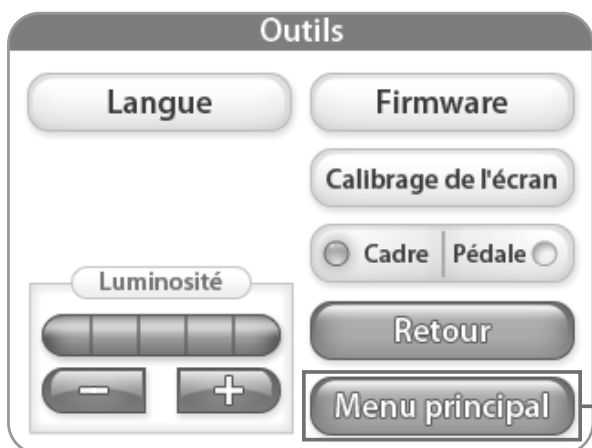 Outils
Langue
Firmware
Calibrage de l'écran
Cadre Pédale
Luminosité
Retour
− +
Menu principal